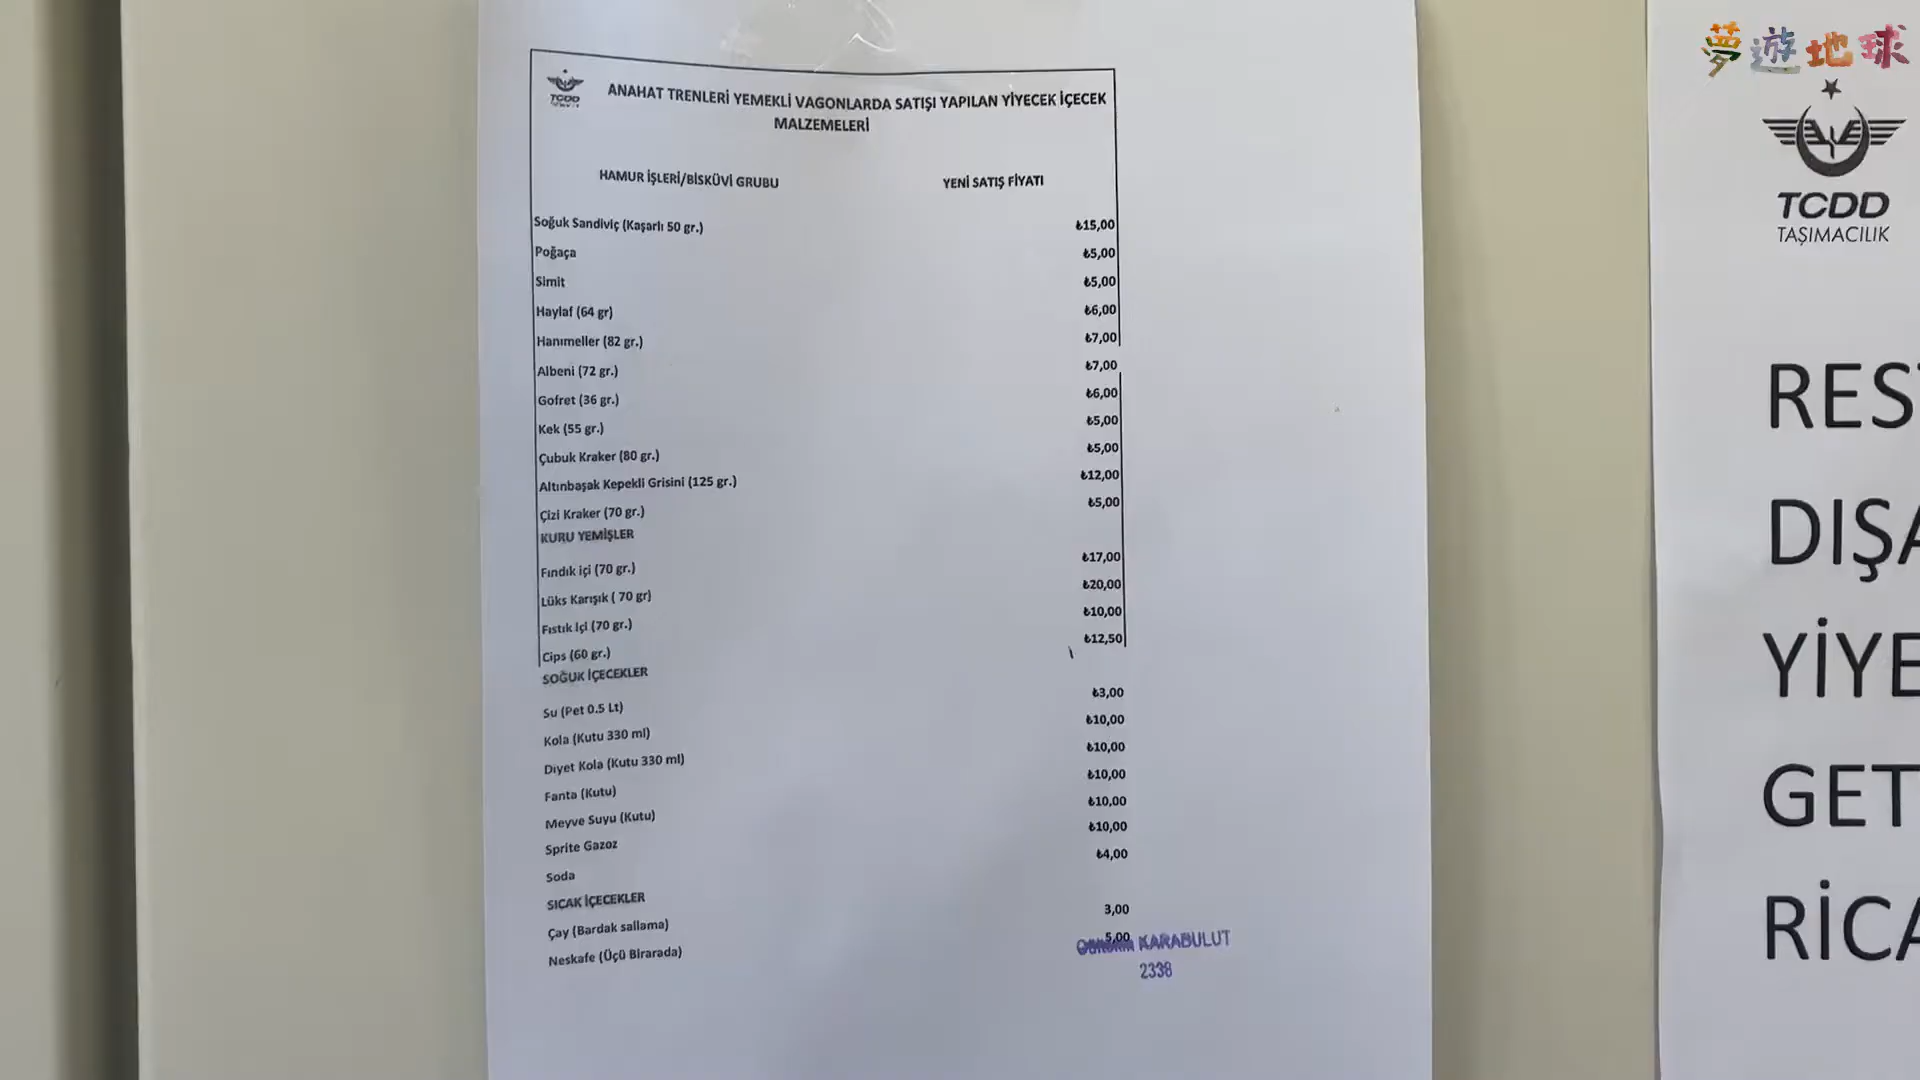 夢遊地球
TCDD
ANAHAT TRENLERİ YEMEKLİ VAGONLARDA SATIŞI YAPILAN YİYECEK İÇECEK
MALZEMELERİ
HAMUR İŞLERİ/BİSKÜVİ GRUBU YENİ SATIŞ FİYATI
Soğuk Sandiviç (Kaşarlı 50 gr.) ₺15,00
Poğaça ₺5,00
Simit ₺5,00
Haylaf (64 gr) ₺6,00
Hanımeller (82 gr.) ₺7,00
Albeni (72 gr.) ₺7,00
Gofret (36 gr.) ₺6,00
Kek (55 gr.) ₺5,00
Çubuk Kraker (80 gr.) ₺5,00
Altınbaşak Kepekli Grisini (125 gr.) ₺12,00
Çizi Kraker (70 gr.) ₺5,00
KURU YEMİŞLER
Fındık içi (70 gr.) ₺17,00
Lüks Karışık ( 70 gr) ₺20,00
Fıstık İçi (70 gr.) ₺10,00
Cips (60 gr.) ₺12,50
SOĞUK İÇECEKLER
Su (Pet 0.5 Lt) ₺3,00
Kola (Kutu 330 ml) ₺10,00
Diyet Kola (Kutu 330 ml) ₺10,00
Fanta (Kutu) ₺10,00
Meyve Suyu (Kutu) ₺10,00
Sprite Gazoz ₺10,00
Soda ₺4,00
SICAK İÇECEKLER
Çay (Bardak sallama) 3,00
Neskafe (Üçü Birarada) 5,00
KARABULUT
2338
TCDD
TAŞIMACILIK
RES
DIŞA
YİYE
GET
RİCA